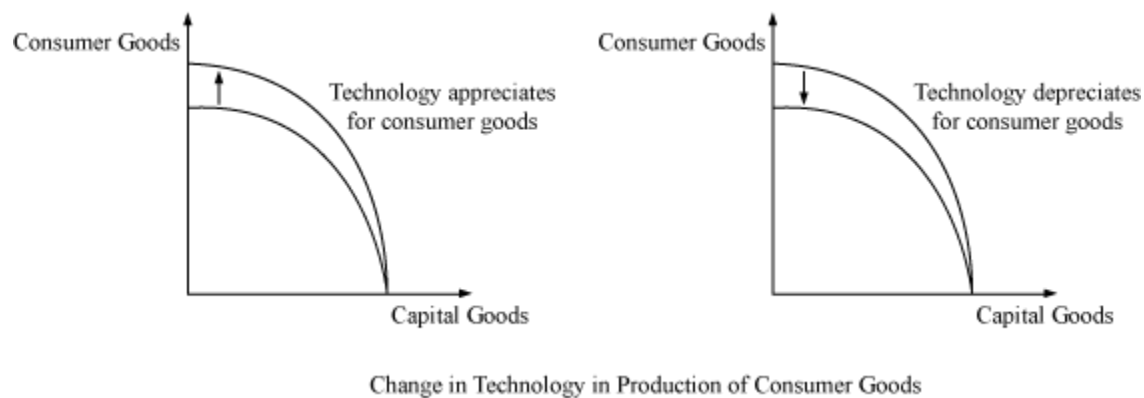 Consumer Goods
Technology appreciates
for consumer goods
Capital Goods
Consumer Goods
Technology depreciates
for consumer goods
Capital Goods
Change in Technology in Production of Consumer Goods